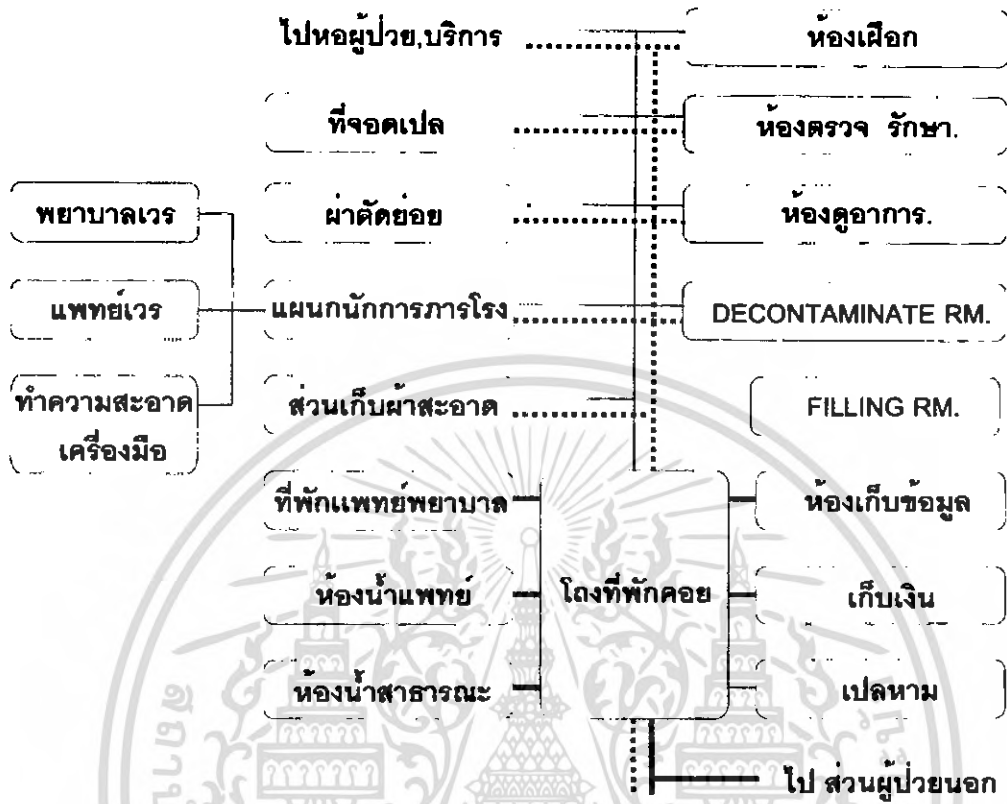 ไปหอผู้ป่วย,บริการ
ห้องเฝือก
ที่จอดเปล
ห้องตรวจ รักษา.
พยาบาลเวร
ผ่าตัดย่อย
ห้องดูอาการ.
แพทย์เวร
แผนกนักการภารโรง
DECONTAMINATE RM.
ทำความสะอาด
เครื่องมือ
ส่วนเก็บผ้าสะอาด
FILLING RM.
ที่พักแพทย์พยาบาล
ห้องเก็บข้อมูล
ห้องน้ำแพทย์
โถงที่พักคอย
เก็บเงิน
ห้องน้ำสาธารณะ
เปลหาม
ไป ส่วนผู้ป่วยนอก